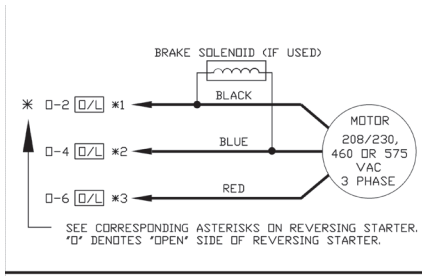 BRAKE SOLENOID (IF USED)
* O-2 O/L *1 BLACK
O-4 O/L *2 BLUE
O-6 O/L *3 RED
MOTOR
208/230,
460 OR 575
VAC
3 PHASE
SEE CORRESPONDING ASTERISKS ON REVERSING STARTER.
"O" DENOTES "OPEN" SIDE OF REVERSING STARTER.